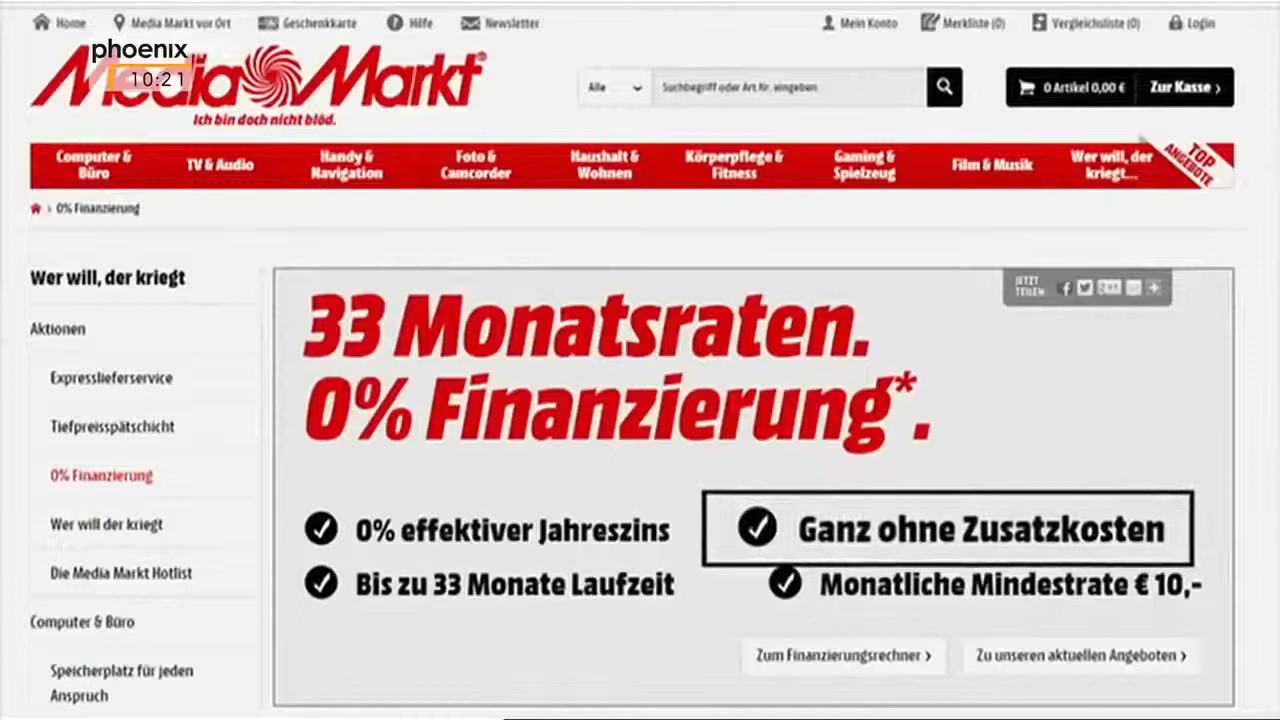 Home
Media Markt vor Ort
Geschenkkarte
Hilfe
Newsletter
Mein Konto
Merkliste (0)
Vergleichsliste (0)
Login
phoenix
10:21
Media Markt
Ich bin doch nicht blöd.
Alle
Suchbegriff oder Art.Nr. eingeben
0 Artikel 0,00 €
Zur Kasse ›
Computer &
Büro
TV & Audio
Handy &
Navigation
Foto &
Camcorder
Haushalt &
Wohnen
Körperpflege &
Fitness
Gaming &
Spielzeug
Film & Musik
Wer will, der
kriegt...
TOP
ANGEBOTE
› 0% Finanzierung
Wer will, der kriegt
Aktionen
Expresslieferservice
Tiefpreisspätschicht
0% Finanzierung
Wer will der kriegt
Die Media Markt Hotlist
Computer & Büro
Speicherplatz für jeden
Anspruch
JETZT
TEILEN
33 Monatsraten.
0% Finanzierung*.
0% effektiver Jahreszins
Ganz ohne Zusatzkosten
Bis zu 33 Monate Laufzeit
Monatliche Mindestrate € 10,-
Zum Finanzierungsrechner ›
Zu unseren aktuellen Angeboten ›